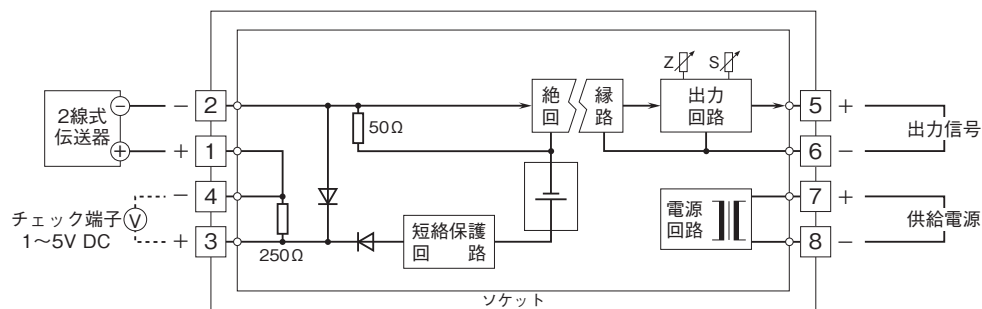 2線式
伝送器
－
＋
－ 2
＋ 1
－ 4
＋ 3
チェック端子
1～5V DC
V
250Ω
50Ω
短絡保護
回 路
絶 縁
回 路
Z S
出力
回路
電源
回路
5 ＋
6 －
出力信号
7 ＋
8 －
供給電源
ソケット